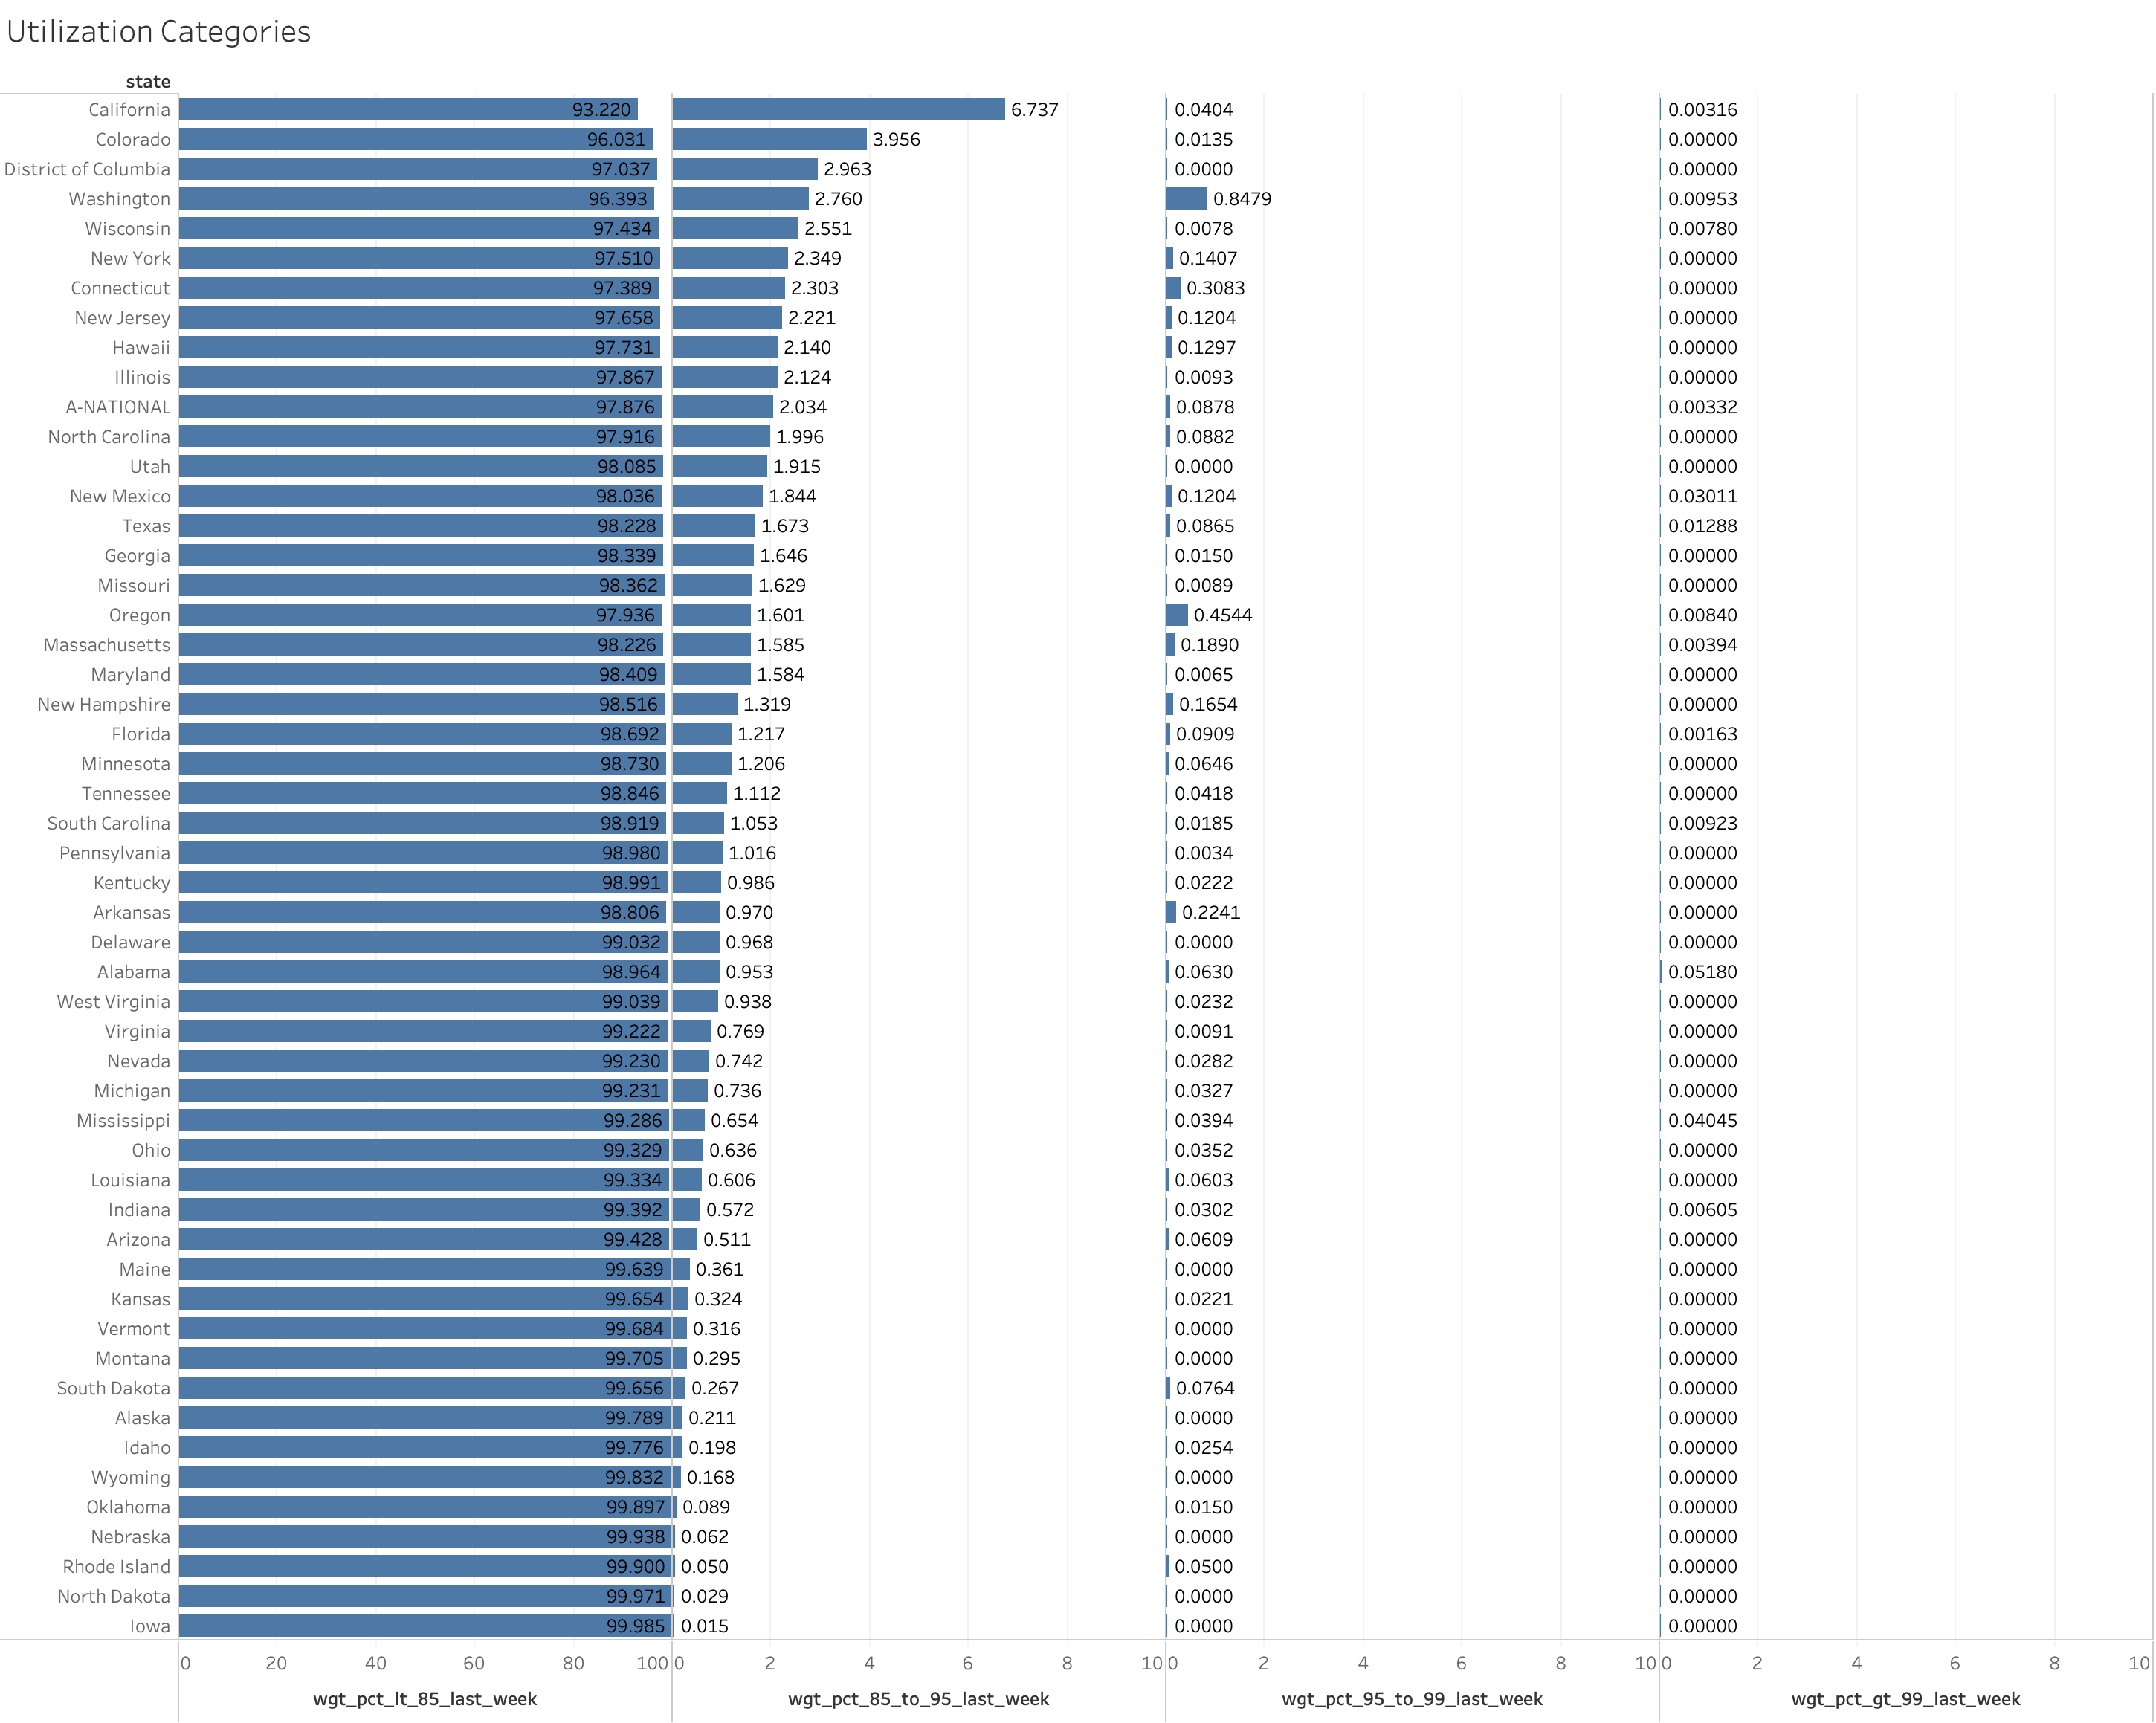 Utilization Categories
state
California 93.220 6.737 0.0404 0.00316
Colorado 96.031 3.956 0.0135 0.00000
District of Columbia 97.037 2.963 0.0000 0.00000
Washington 96.393 2.760 0.8479 0.00953
Wisconsin 97.434 2.551 0.0078 0.00780
New York 97.510 2.349 0.1407 0.00000
Connecticut 97.389 2.303 0.3083 0.00000
New Jersey 97.658 2.221 0.1204 0.00000
Hawaii 97.731 2.140 0.1297 0.00000
Illinois 97.867 2.124 0.0093 0.00000
A-NATIONAL 97.876 2.034 0.0878 0.00332
North Carolina 97.916 1.996 0.0882 0.00000
Utah 98.085 1.915 0.0000 0.00000
New Mexico 98.036 1.844 0.1204 0.03011
Texas 98.228 1.673 0.0865 0.01288
Georgia 98.339 1.646 0.0150 0.00000
Missouri 98.362 1.629 0.0089 0.00000
Oregon 97.936 1.601 0.4544 0.00840
Massachusetts 98.226 1.585 0.1890 0.00394
Maryland 98.409 1.584 0.0065 0.00000
New Hampshire 98.516 1.319 0.1654 0.00000
Florida 98.692 1.217 0.0909 0.00163
Minnesota 98.730 1.206 0.0646 0.00000
Tennessee 98.846 1.112 0.0418 0.00000
South Carolina 98.919 1.053 0.0185 0.00923
Pennsylvania 98.980 1.016 0.0034 0.00000
Kentucky 98.991 0.986 0.0222 0.00000
Arkansas 98.806 0.970 0.2241 0.00000
Delaware 99.032 0.968 0.0000 0.00000
Alabama 98.964 0.953 0.0630 0.05180
West Virginia 99.039 0.938 0.0232 0.00000
Virginia 99.222 0.769 0.0091 0.00000
Nevada 99.230 0.742 0.0282 0.00000
Michigan 99.231 0.736 0.0327 0.00000
Mississippi 99.286 0.654 0.0394 0.04045
Ohio 99.329 0.636 0.0352 0.00000
Louisiana 99.334 0.606 0.0603 0.00000
Indiana 99.392 0.572 0.0302 0.00605
Arizona 99.428 0.511 0.0609 0.00000
Maine 99.639 0.361 0.0000 0.00000
Kansas 99.654 0.324 0.0221 0.00000
Vermont 99.684 0.316 0.0000 0.00000
Montana 99.705 0.295 0.0000 0.00000
South Dakota 99.656 0.267 0.0764 0.00000
Alaska 99.789 0.211 0.0000 0.00000
Idaho 99.776 0.198 0.0254 0.00000
Wyoming 99.832 0.168 0.0000 0.00000
Oklahoma 99.897 0.089 0.0150 0.00000
Nebraska 99.938 0.062 0.0000 0.00000
Rhode Island 99.900 0.050 0.0500 0.00000
North Dakota 99.971 0.029 0.0000 0.00000
Iowa 99.985 0.015 0.0000 0.00000
0 20 40 60 80 100 0 2 4 6 8 10 0 2 4 6 8 10 0 2 4 6 8 10
wgt_pct_lt_85_last_week wgt_pct_85_to_95_last_week wgt_pct_95_to_99_last_week wgt_pct_gt_99_last_week